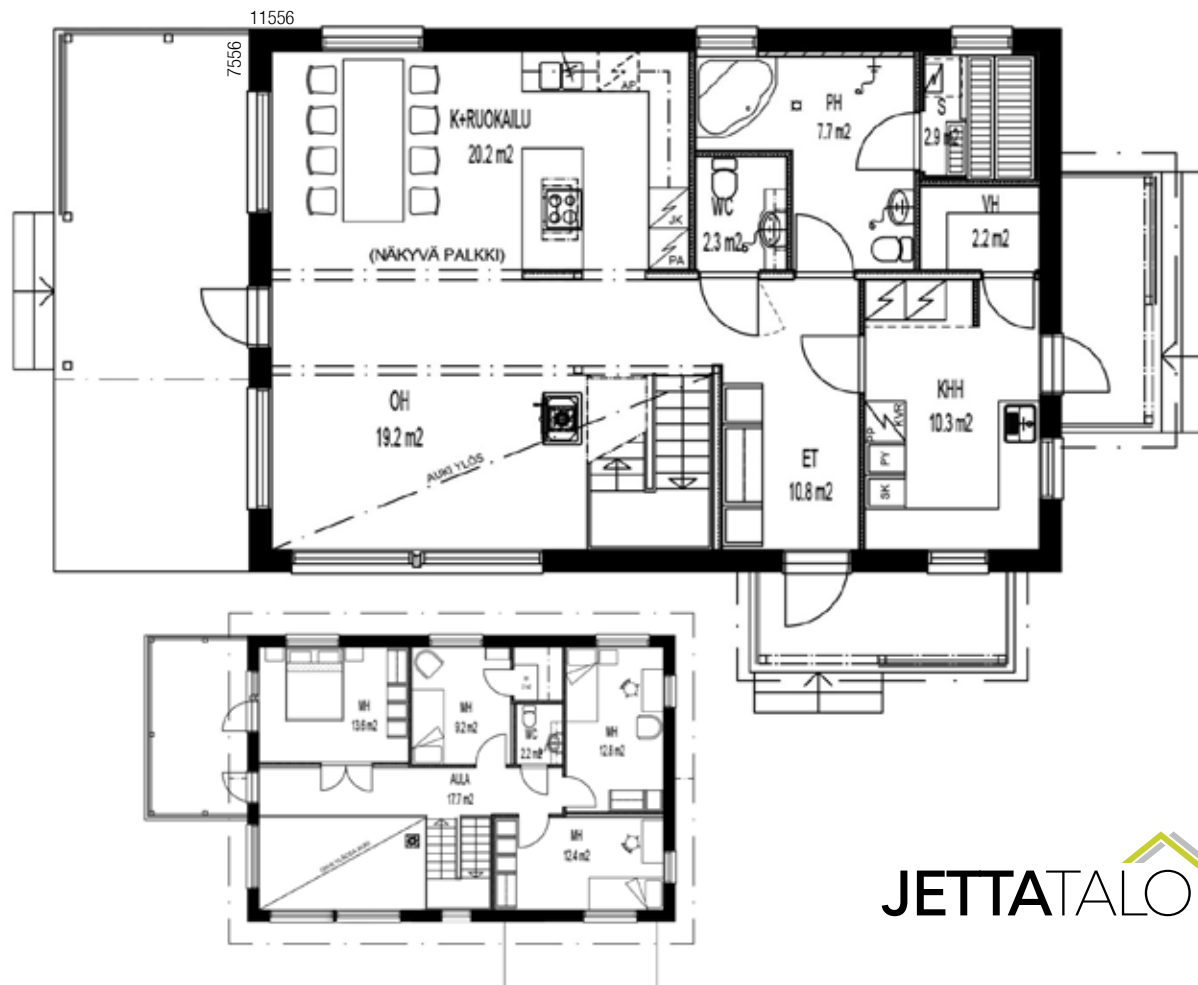 11556
7556
K+RUOKAILU
20.2 m2
AP
JK
PA
(NÄKYVÄ PALKKI)
PH
7.7 m2
S
2.9 m2
WC
2.3 m2
VH
2.2 m2
OH
19.2 m2
AUKI YLÖS
ET
10.8 m2
KHH
10.3 m2
PP
KVR
PY
SK
MH
13.6 m2
MH
9.2 m2
WC
2.2 m2
MH
12.8 m2
AULA
17.7 m2
MH
12.4 m2
JETTATALO